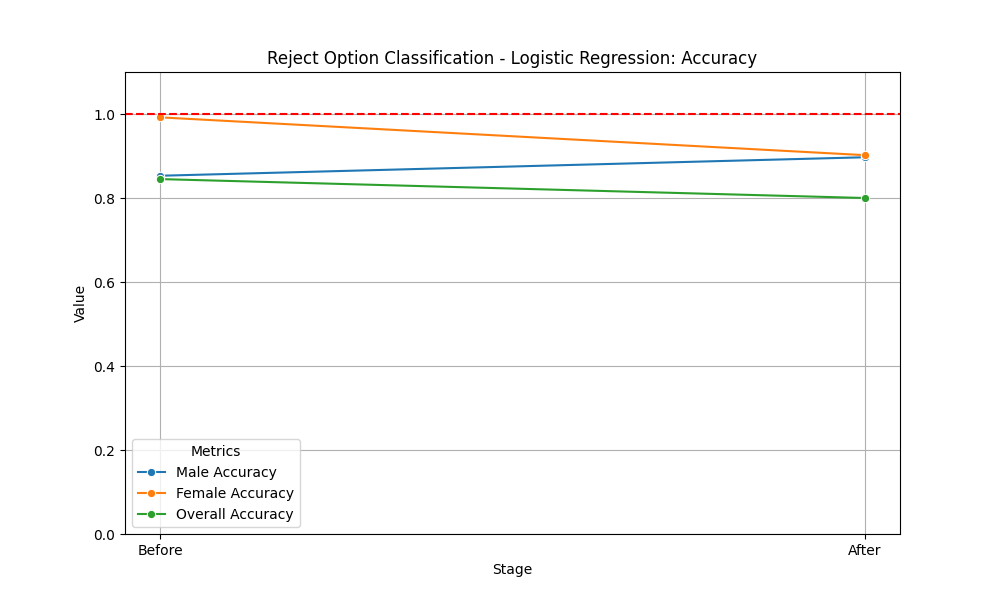 Reject Option Classification - Logistic Regression: Accuracy
1.0
0.8
0.6
0.4
0.2
0.0
Value
Metrics
Male Accuracy
Female Accuracy
Overall Accuracy
Before
After
Stage